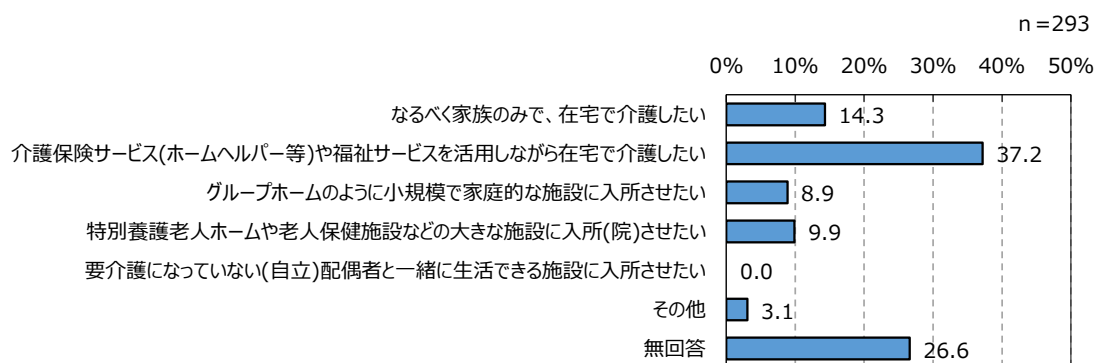 n＝293
0% 10% 20% 30% 40% 50%
なるべく家族のみで、在宅で介護したい 14.3
介護保険サービス(ホームヘルパー等)や福祉サービスを活用しながら在宅で介護したい 37.2
グループホームのように小規模で家庭的な施設に入所させたい 8.9
特別養護老人ホームや老人保健施設などの大きな施設に入所(院)させたい 9.9
要介護になっていない(自立)配偶者と一緒に生活できる施設に入所させたい 0.0
その他 3.1
無回答 26.6